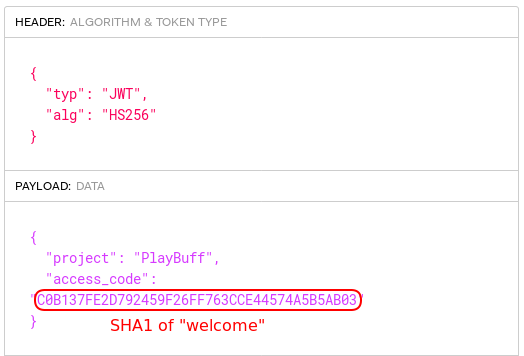 HEADER: ALGORITHM & TOKEN TYPE
{
"typ": "JWT",
"alg": "HS256"
}
PAYLOAD: DATA
{
"project": "PlayBuff",
"access_code":
"C0B137FE2D792459F26FF763CCE44574A5B5AB03"
}
SHA1 of "welcome"